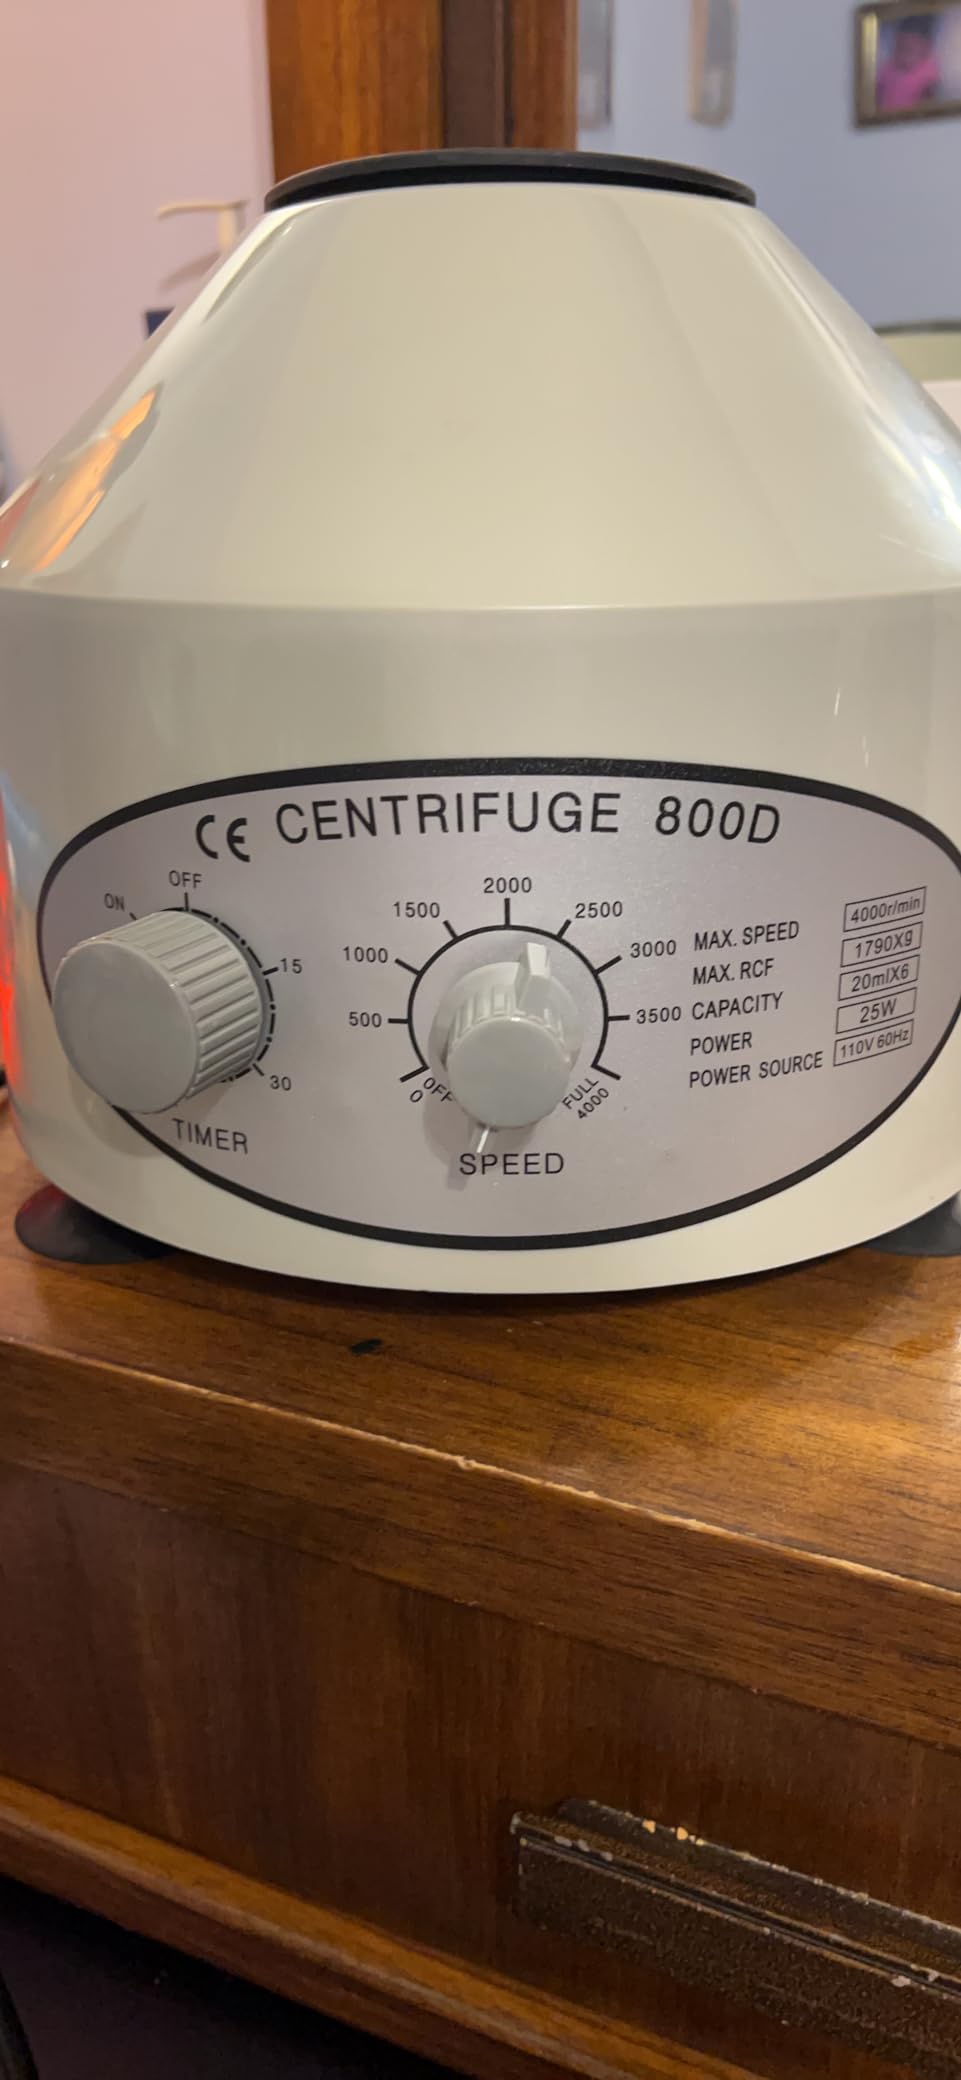 CE CENTRIFUGE 800D
ON
OFF
15
30
TIMER
OFF
0
500
1000
1500
2000
2500
3000
3500
FULL
4000
SPEED
MAX. SPEED 4000r/min
MAX. RCF 1790Xg
CAPACITY 20mlX6
POWER 25W
POWER SOURCE 110V 60Hz